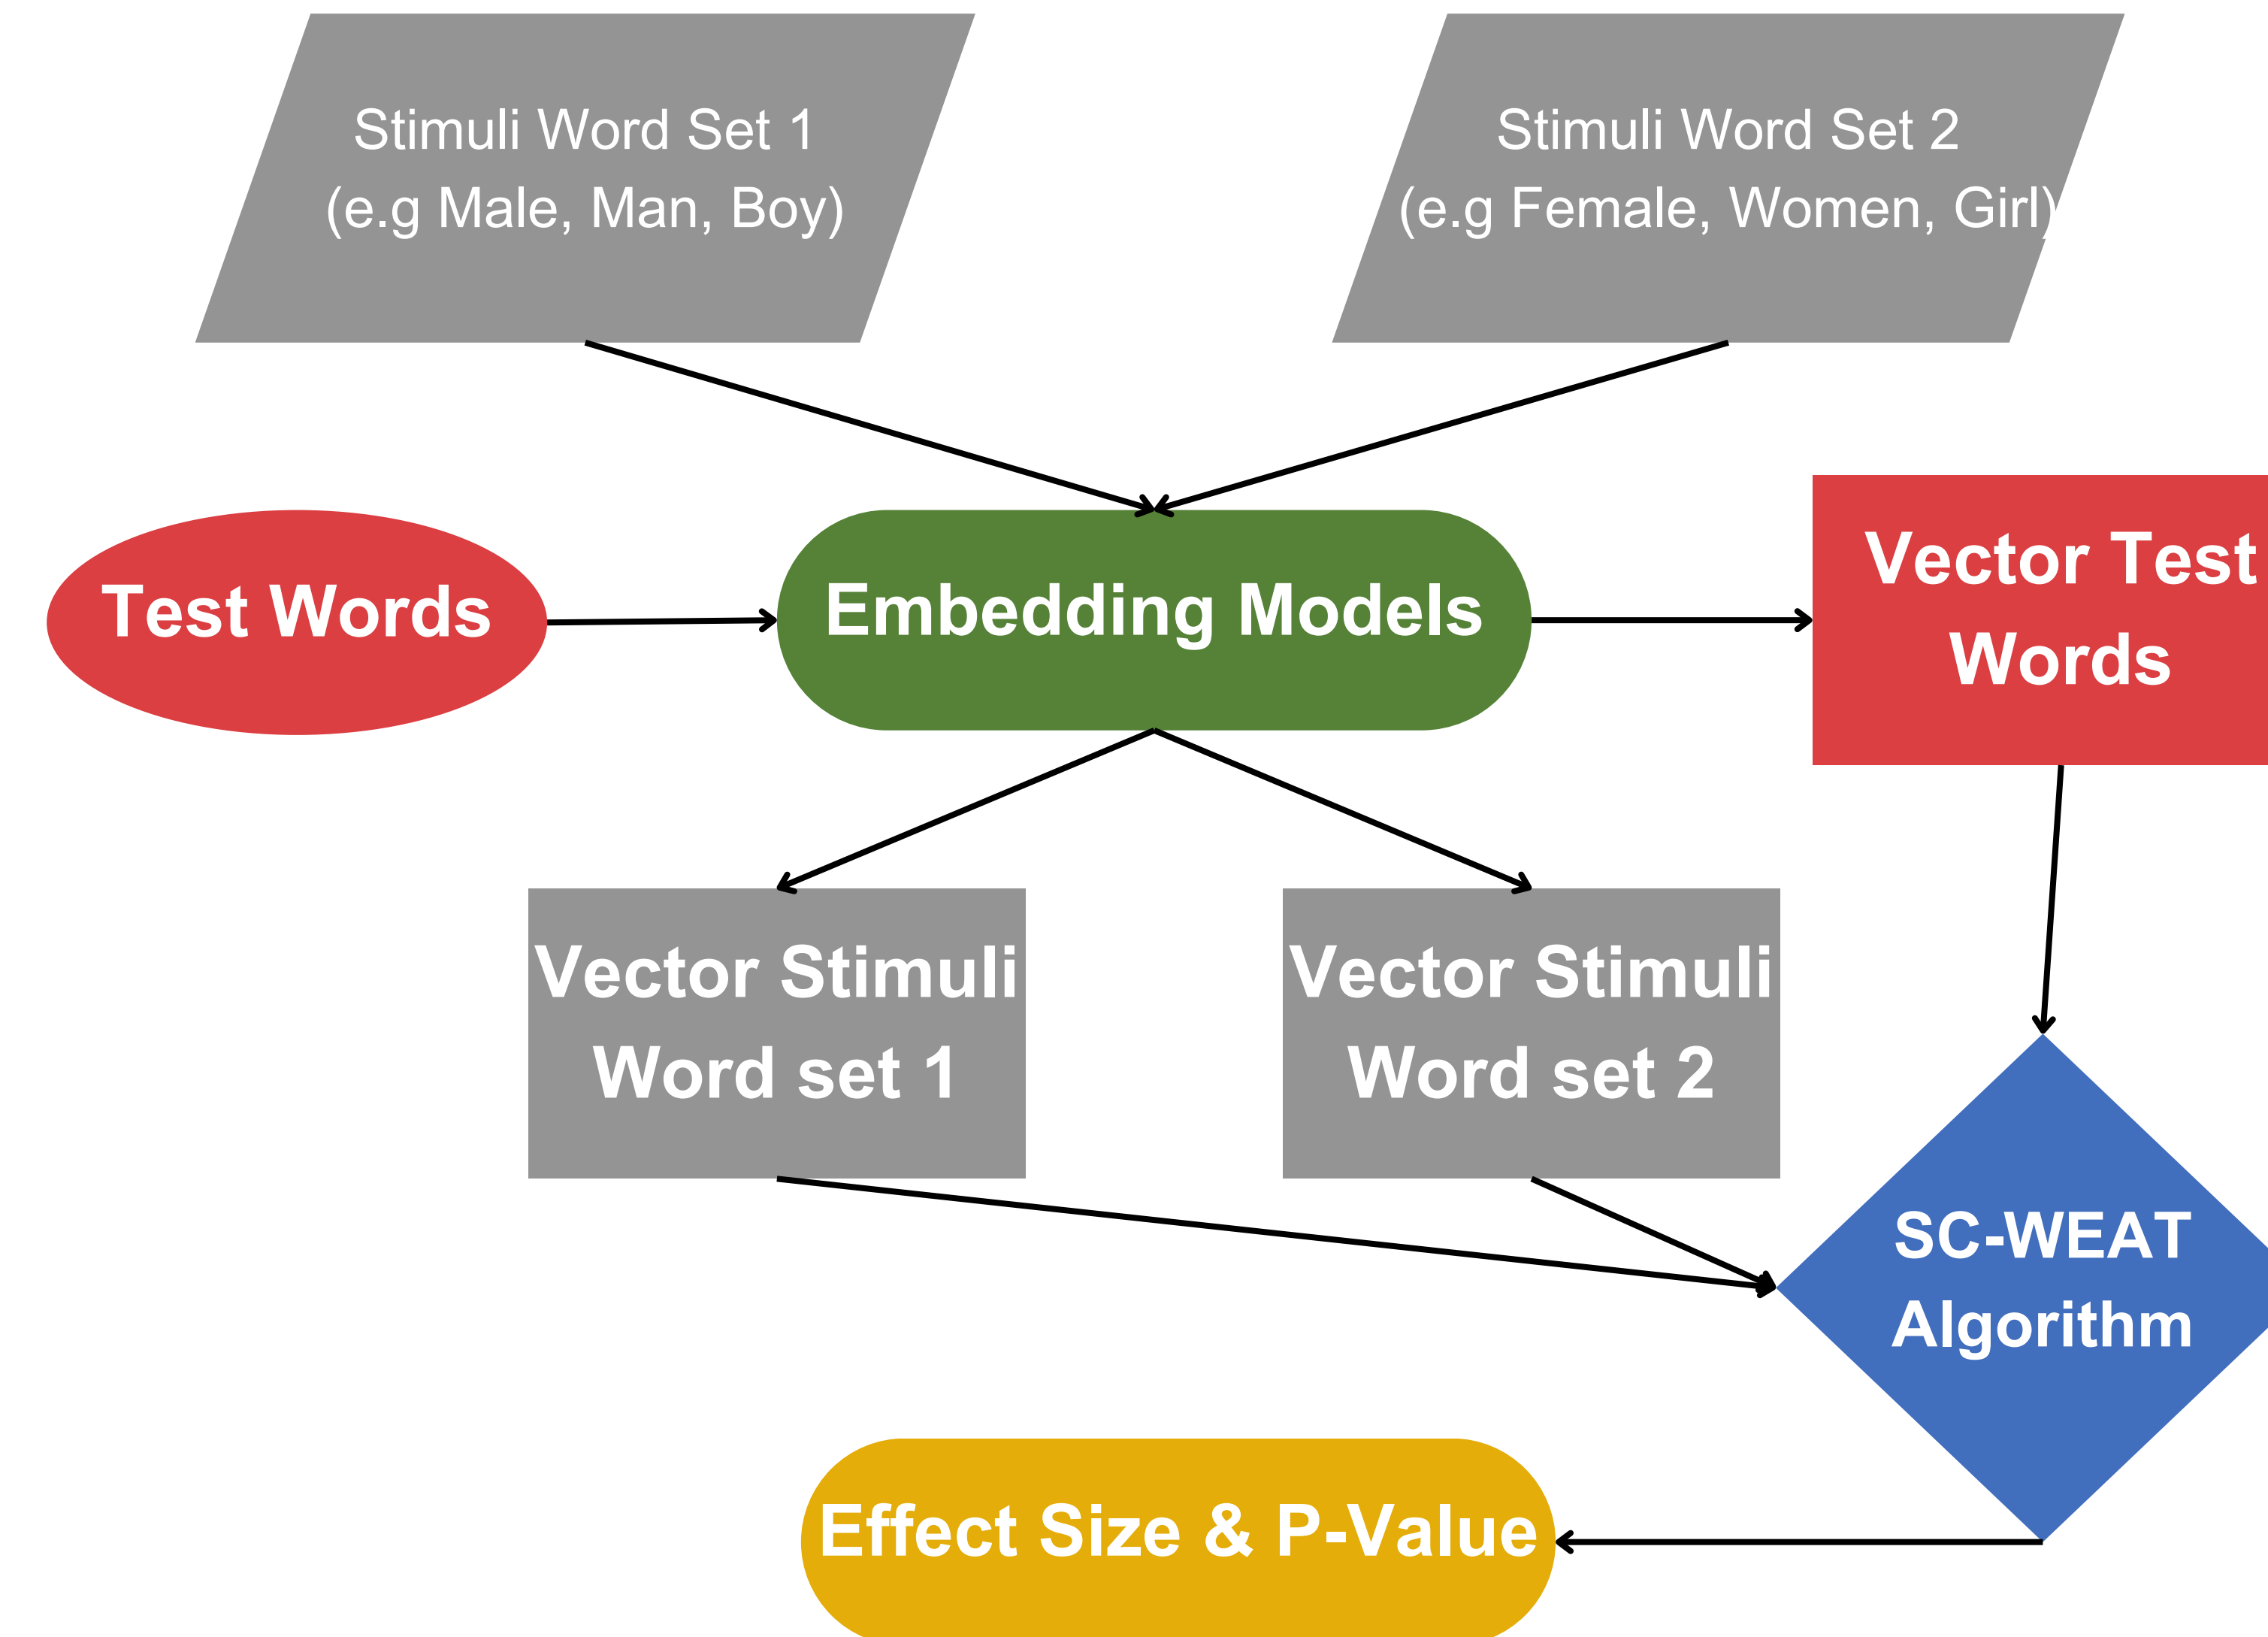 Stimuli Word Set 1
(e.g Male, Man, Boy)
Stimuli Word Set 2
(e.g Female, Women, Girl)
Test Words
Embedding Models
Vector Test
Words
Vector Stimuli
Word set 1
Vector Stimuli
Word set 2
SC-WEAT
Algorithm
Effect Size & P-Value